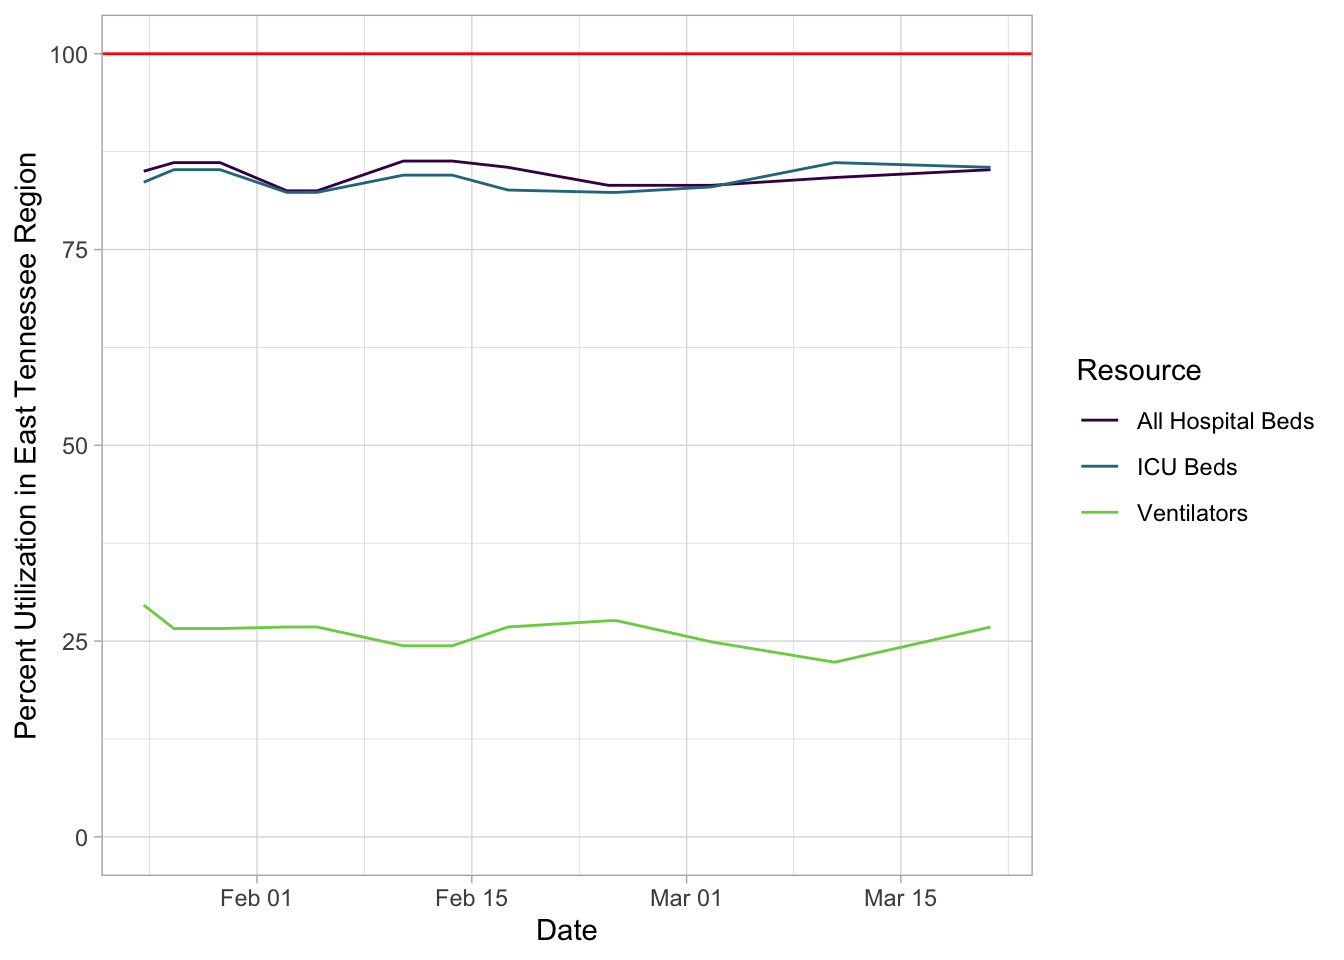 Percent Utilization in East Tennessee Region
100
75
50
25
0
Feb 01
Feb 15
Mar 01
Mar 15
Date
Resource
All Hospital Beds
ICU Beds
Ventilators